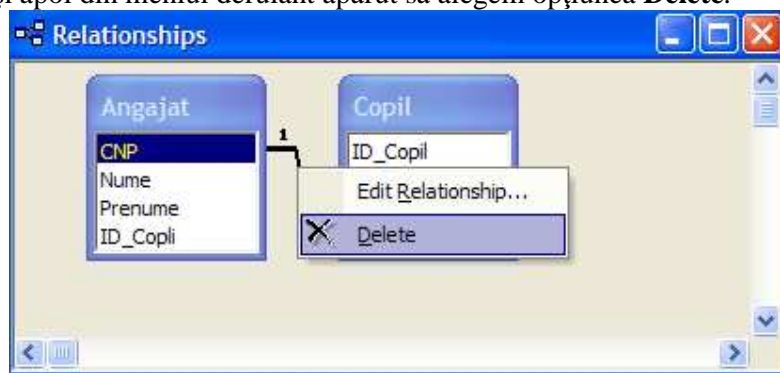 și apoi din meniul derulant apărut să alegem opţiunea Delete.
Relationships
Angajat
CNP
Nume
Prenume
ID_Copli
1
Copil
ID_Copil
Edit Relationship...
Delete